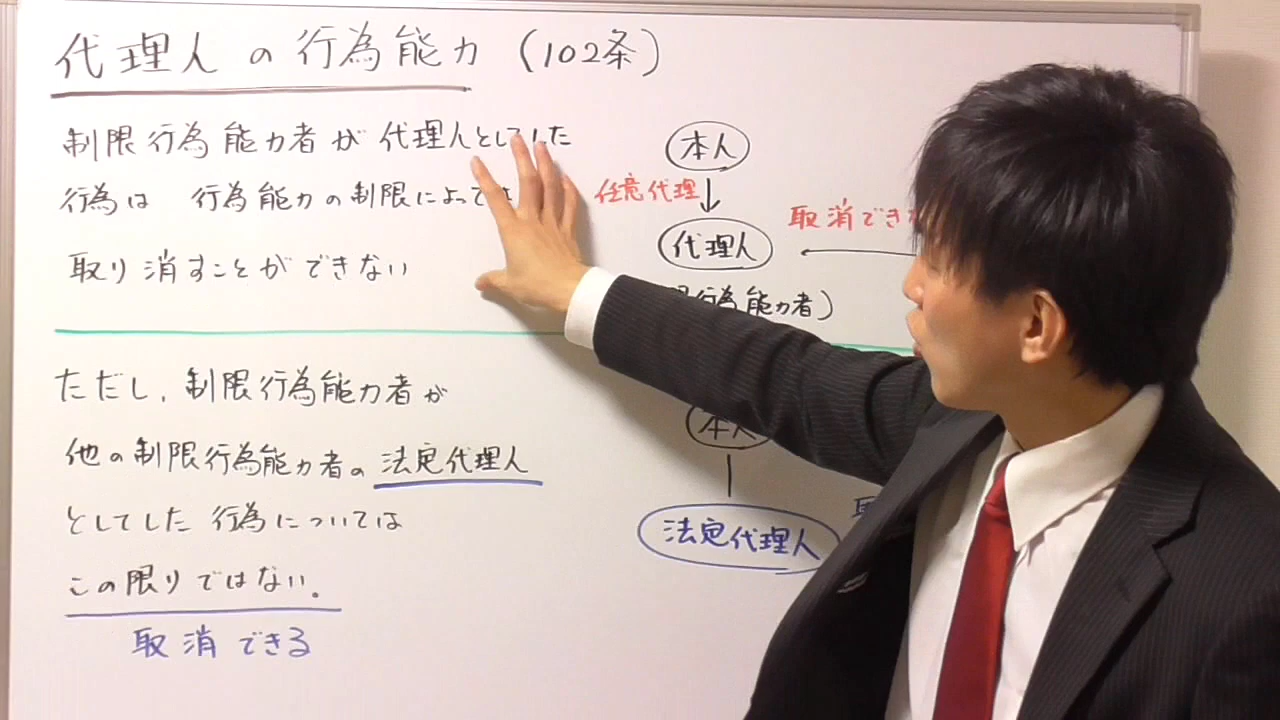 代理人の行為能力（102条）
制限行為能力者が代理人としてした
行為は 行為能力の制限によっては
取り消すことができない
ただし、制限行為能力者が
他の制限行為能力者の法定代理人
としてした行為については
この限りではない。
取消できる
本人
任意代理
代理人
取消でき
行為能力者）
本人
法定代理人